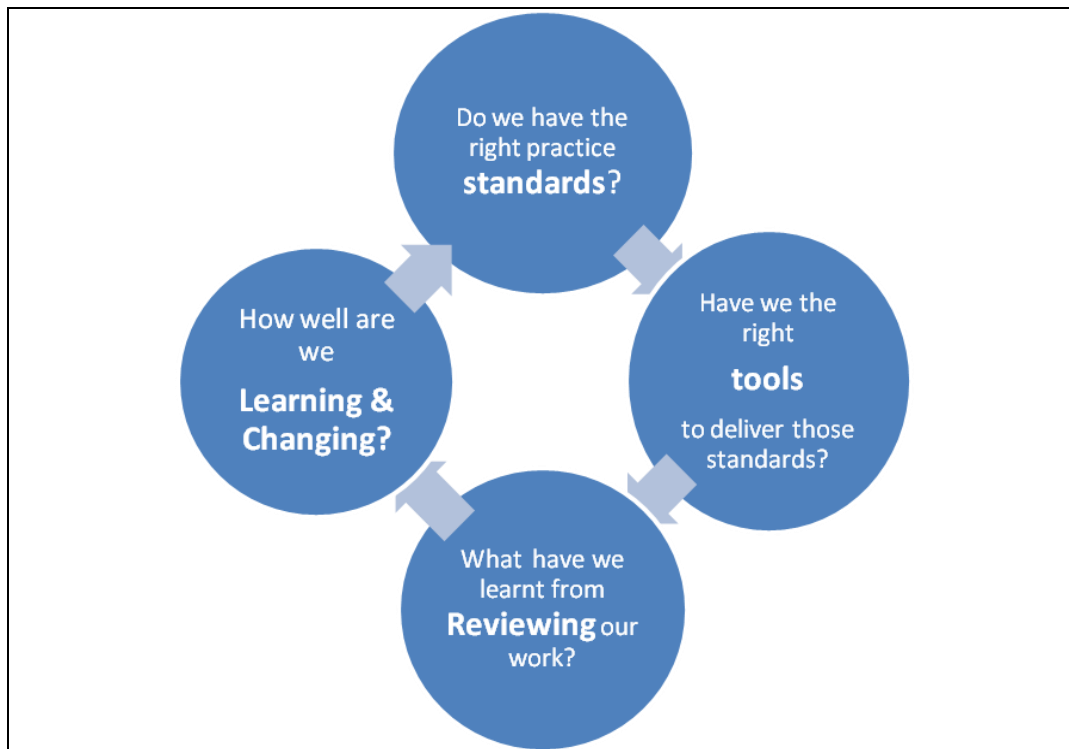 Do we have the
right practice
standards?
Have we the
right
tools
to deliver those
standards?
What have we
learnt from
Reviewing our
work?
How well are
we
Learning &
Changing?